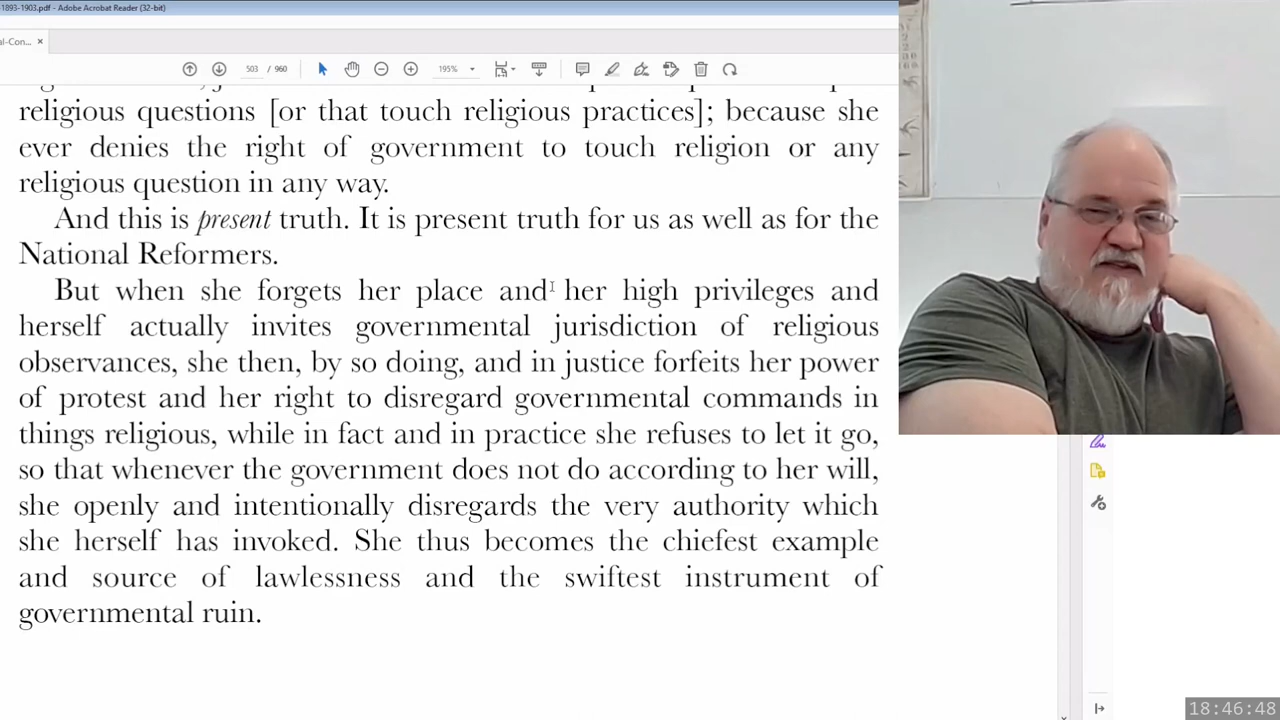 -1893-1903.pdf - Adobe Acrobat Reader (32-bit)
al-Con... ×
503 / 960 195%
religious questions [or that touch religious practices]; because she
ever denies the right of government to touch religion or any
religious question in any way.
And this is present truth. It is present truth for us as well as for the
National Reformers.
But when she forgets her place and her high privileges and
herself actually invites governmental jurisdiction of religious
observances, she then, by so doing, and in justice forfeits her power
of protest and her right to disregard governmental commands in
things religious, while in fact and in practice she refuses to let it go,
so that whenever the government does not do according to her will,
she openly and intentionally disregards the very authority which
she herself has invoked. She thus becomes the chiefest example
and source of lawlessness and the swiftest instrument of
governmental ruin.
18:46:48